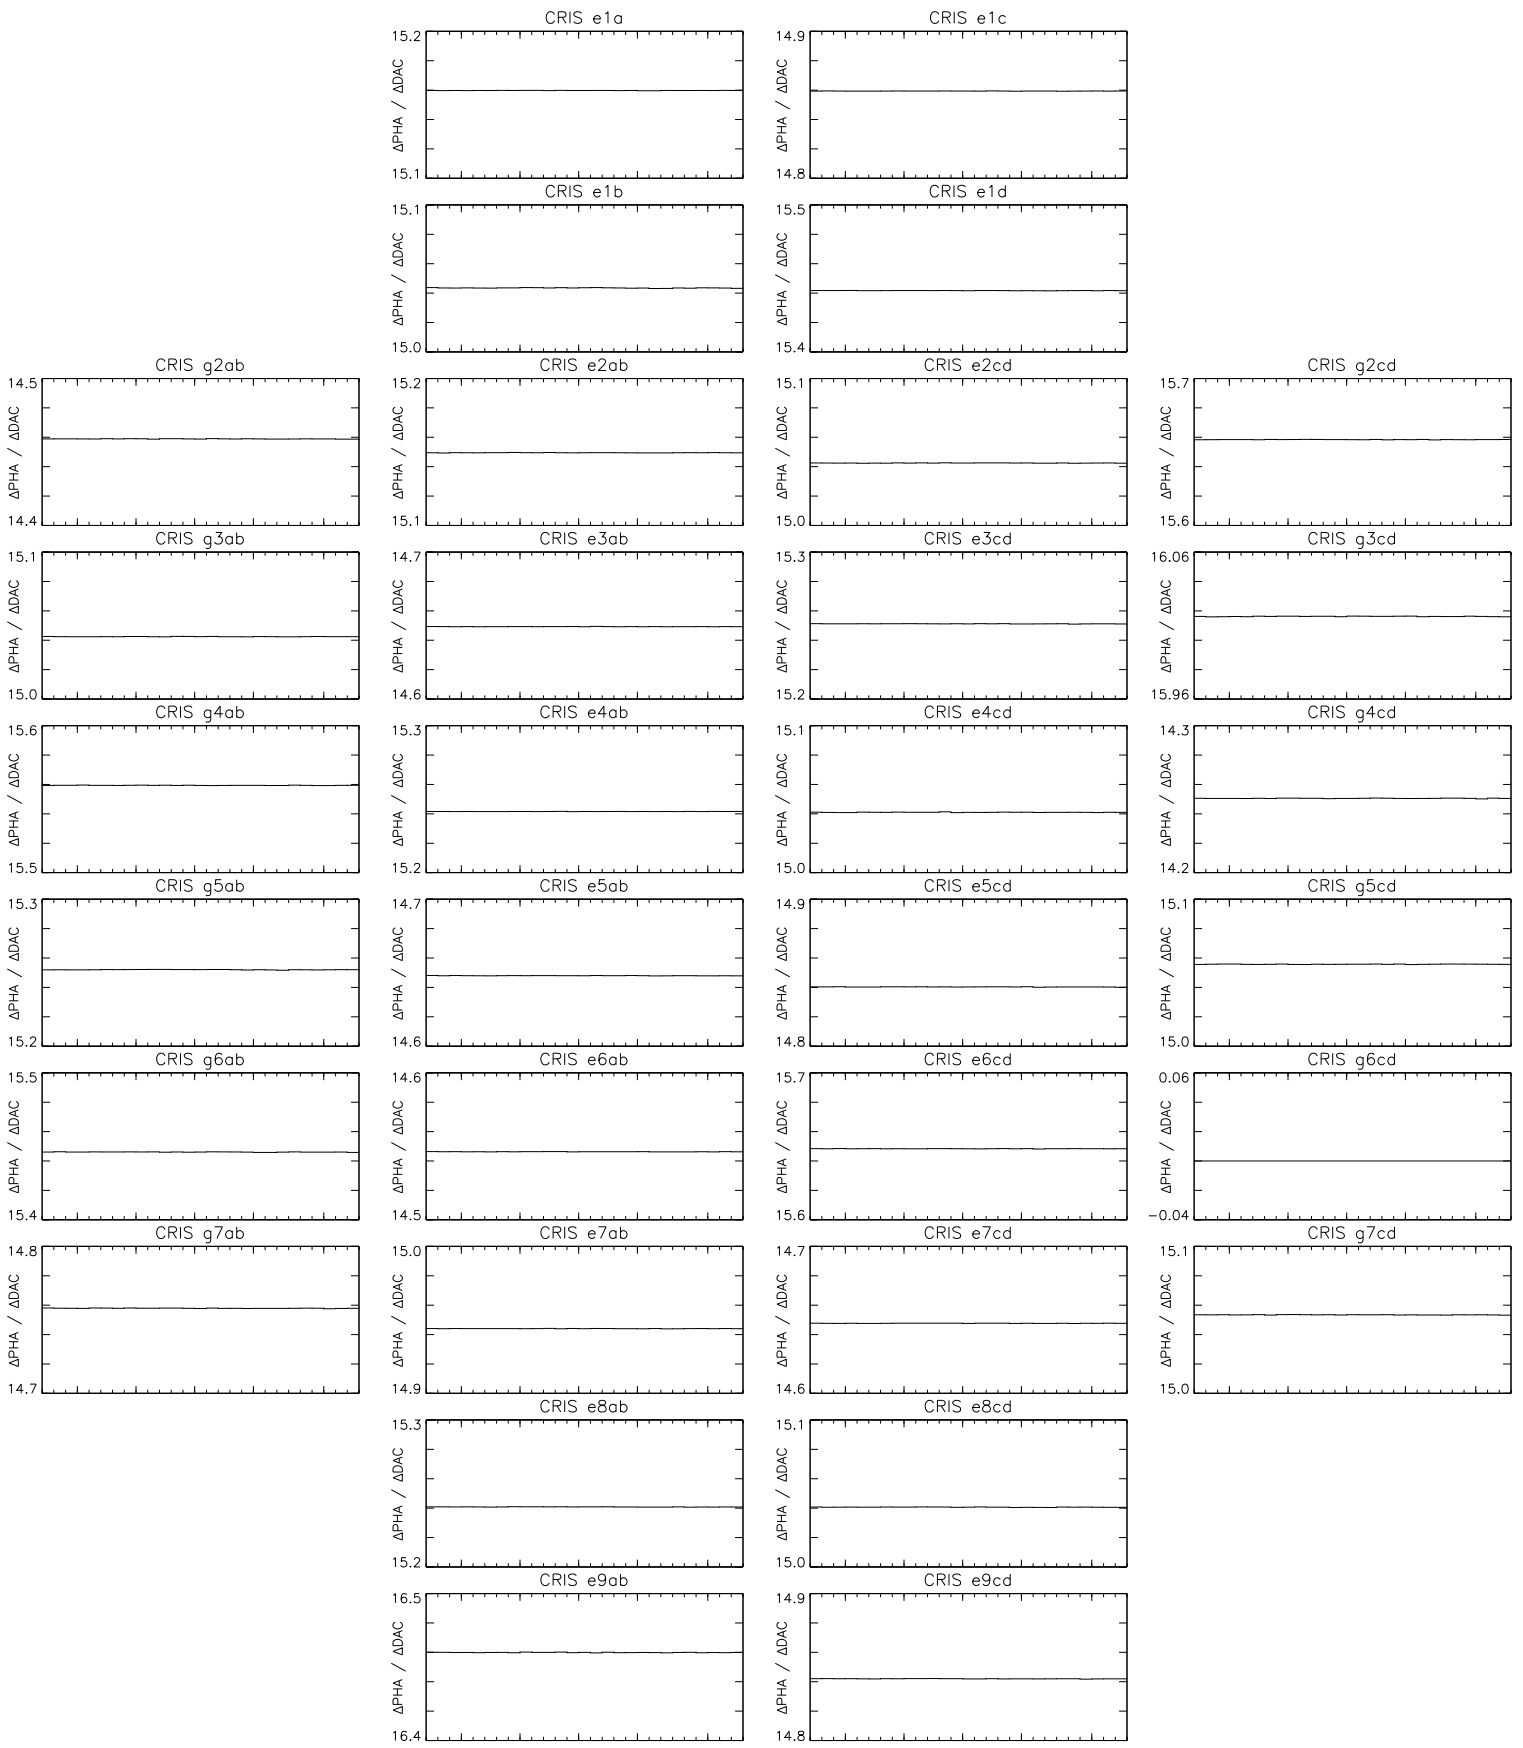 CRIS e1a
15.2
ΔPHA / ΔDAC
15.1
CRIS e1c
14.9
ΔPHA / ΔDAC
14.8
CRIS e1b
15.1
ΔPHA / ΔDAC
15.0
CRIS e1d
15.5
ΔPHA / ΔDAC
15.4
CRIS g2ab
14.5
ΔPHA / ΔDAC
14.4
CRIS e2ab
15.2
ΔPHA / ΔDAC
15.1
CRIS e2cd
15.1
ΔPHA / ΔDAC
15.0
CRIS g2cd
15.7
ΔPHA / ΔDAC
15.6
CRIS g3ab
15.1
ΔPHA / ΔDAC
15.0
CRIS e3ab
14.7
ΔPHA / ΔDAC
14.6
CRIS e3cd
15.3
ΔPHA / ΔDAC
15.2
CRIS g3cd
16.06
ΔPHA / ΔDAC
15.96
CRIS g4ab
15.6
ΔPHA / ΔDAC
15.5
CRIS e4ab
15.3
ΔPHA / ΔDAC
15.2
CRIS e4cd
15.1
ΔPHA / ΔDAC
15.0
CRIS g4cd
14.3
ΔPHA / ΔDAC
14.2
CRIS g5ab
15.3
ΔPHA / ΔDAC
15.2
CRIS e5ab
14.7
ΔPHA / ΔDAC
14.6
CRIS e5cd
14.9
ΔPHA / ΔDAC
14.8
CRIS g5cd
15.1
ΔPHA / ΔDAC
15.0
CRIS g6ab
15.5
ΔPHA / ΔDAC
15.4
CRIS e6ab
14.6
ΔPHA / ΔDAC
14.5
CRIS e6cd
15.7
ΔPHA / ΔDAC
15.6
CRIS g6cd
0.06
ΔPHA / ΔDAC
−0.04
CRIS g7ab
14.8
ΔPHA / ΔDAC
14.7
CRIS e7ab
15.0
ΔPHA / ΔDAC
14.9
CRIS e7cd
14.7
ΔPHA / ΔDAC
14.6
CRIS g7cd
15.1
ΔPHA / ΔDAC
15.0
CRIS e8ab
15.3
ΔPHA / ΔDAC
15.2
CRIS e8cd
15.1
ΔPHA / ΔDAC
15.0
CRIS e9ab
16.5
ΔPHA / ΔDAC
16.4
CRIS e9cd
14.9
ΔPHA / ΔDAC
14.8